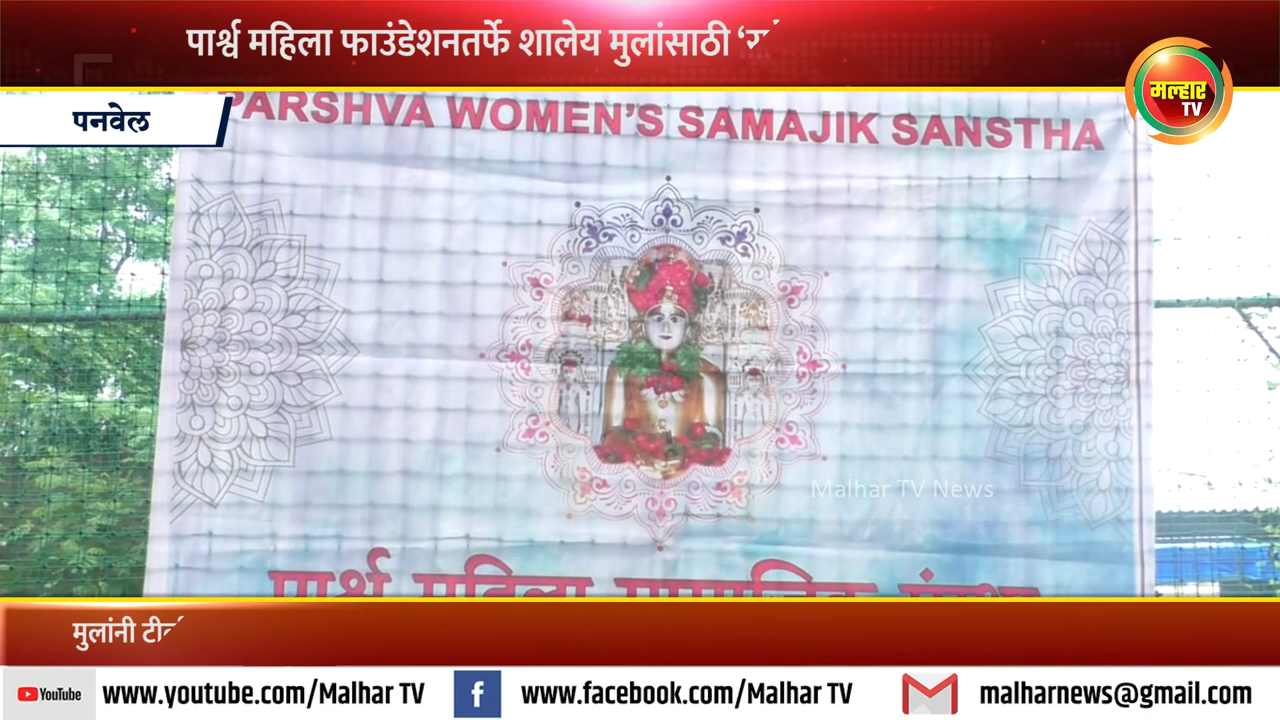 पार्श्व महिला फाउंडेशनतर्फे शालेय मुलांसाठी
मल्हार
TV
पनवेल
PARSHVA WOMEN'S SAMAJIK SANSTHA
Malhar TV News
पार्श्व महिला सामाजिक संस्था
मुलांनी
YouTube
www.youtube.com/Malhar TV
www.facebook.com/Malhar TV
malharnews@gmail.com